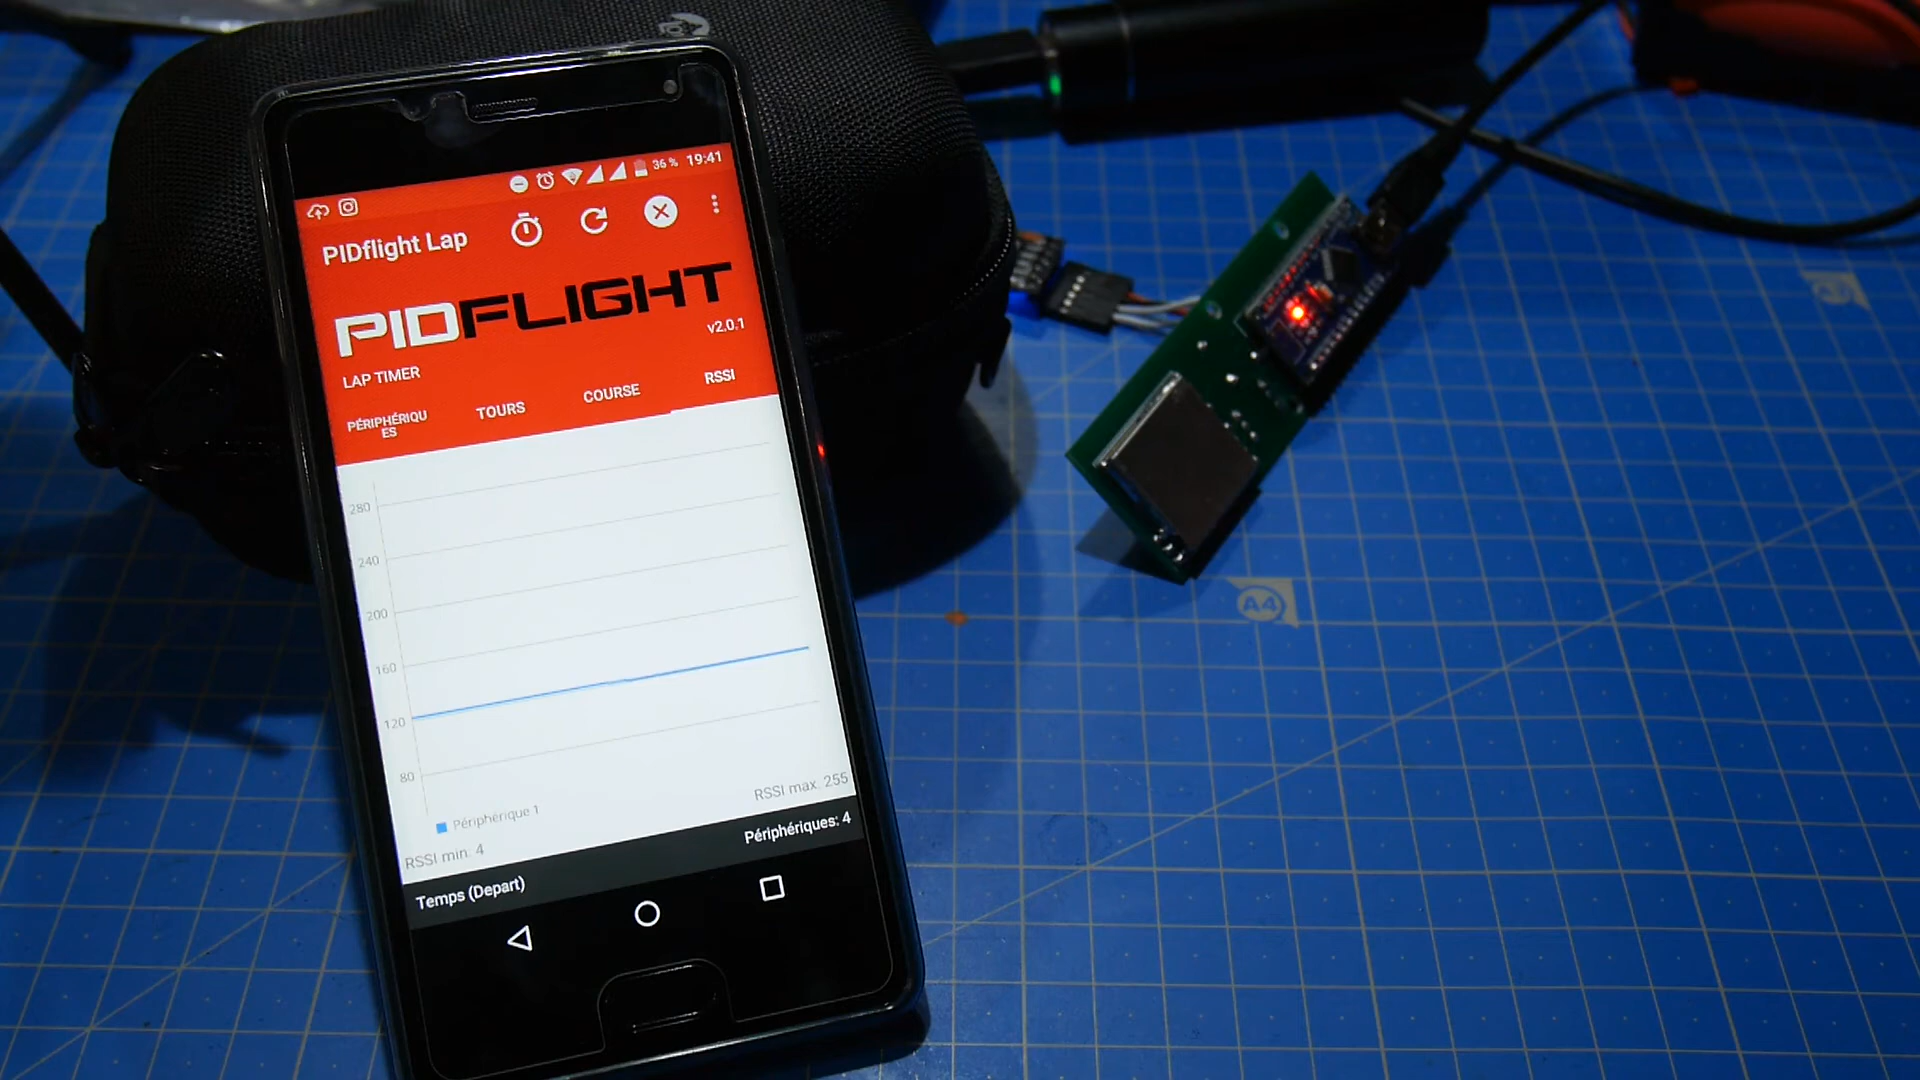 36 % 19:41
PIDflight Lap
PIDFLIGHT
v2.0.1
LAP TIMER
PÉRIPHÉRIQU
ES
TOURS
COURSE
RSSI
280
240
200
160
120
80
Périphérique 1
RSSI max. 255
RSSI min: 4
Périphériques: 4
Temps (Depart)
A4